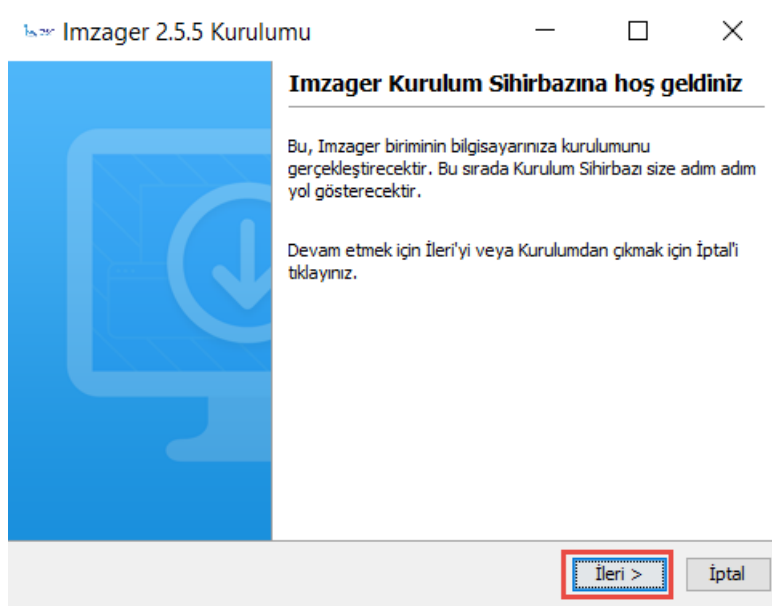 Imzager 2.5.5 Kurulumu
Imzager Kurulum Sihirbazına hoş geldiniz
Bu, Imzager biriminin bilgisayarınıza kurulumunu
gerçekleştirecektir. Bu sırada Kurulum Sihirbazı size adım adım
yol gösterecektir.
Devam etmek için İleri'yi veya Kurulumdan çıkmak için İptal'i
tıklayınız.
İleri >
İptal